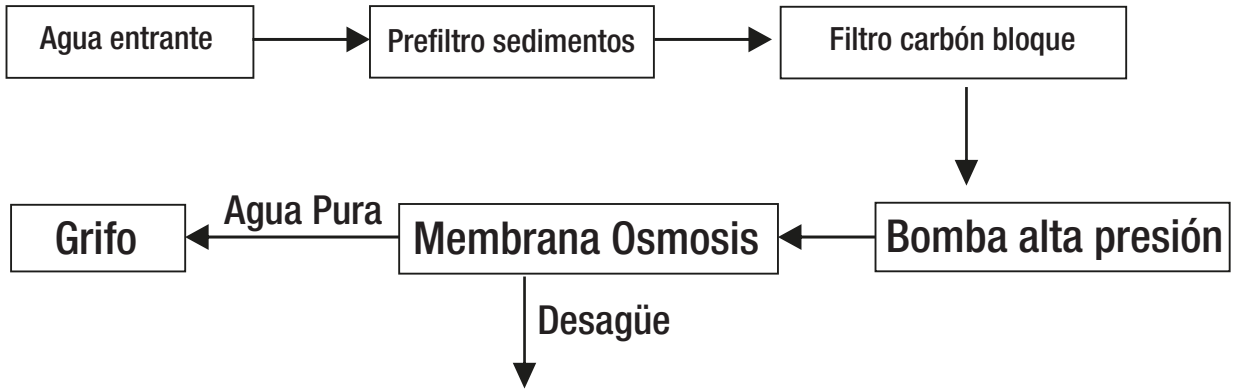 Agua entrante
Prefiltro sedimentos
Filtro carbón bloque
Grifo
Agua Pura
Membrana Osmosis
Bomba alta presión
Desagüe